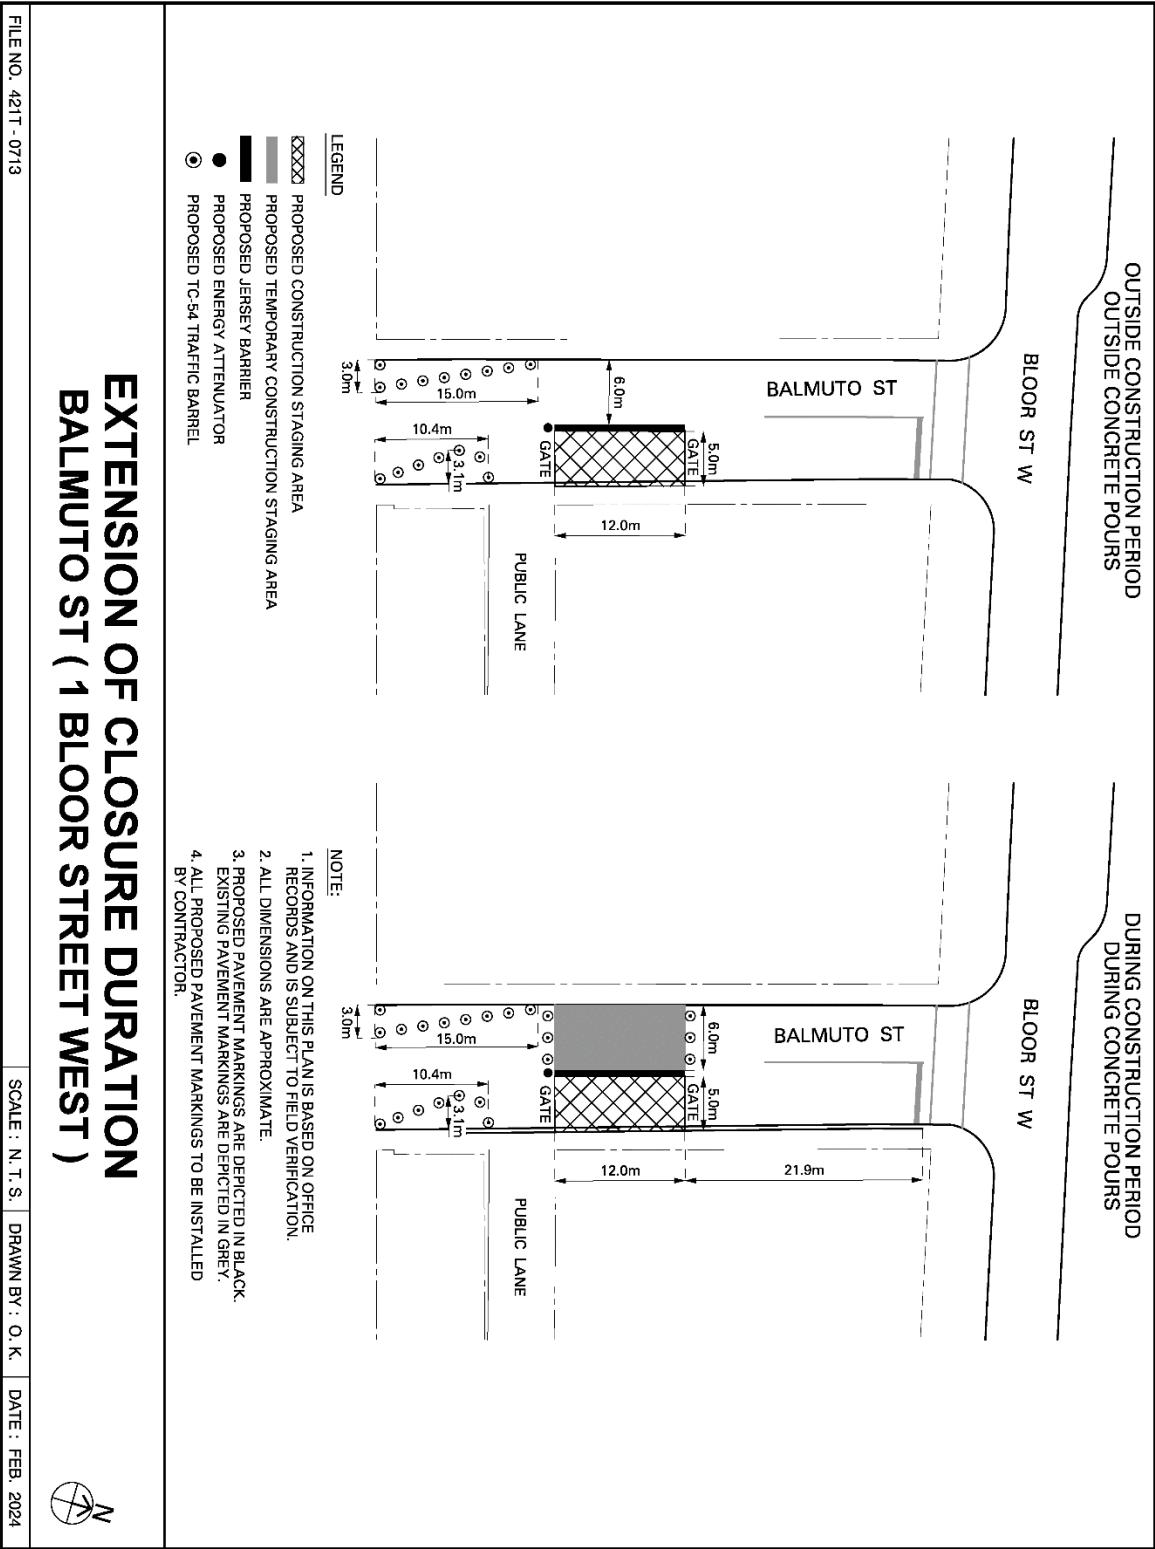 OUTSIDE CONSTRUCTION PERIOD
OUTSIDE CONCRETE POURS
BLOOR ST W
BALMUTO ST
6.0m
5.0m
GATE
GATE
12.0m
15.0m
3.0m
10.4m
3.1m
PUBLIC LANE
DURING CONSTRUCTION PERIOD
DURING CONCRETE POURS
BLOOR ST W
BALMUTO ST
6.0m
5.0m
GATE
GATE
12.0m
21.9m
15.0m
3.0m
10.4m
3.1m
PUBLIC LANE
LEGEND
PROPOSED CONSTRUCTION STAGING AREA
PROPOSED TEMPORARY CONSTRUCTION STAGING AREA
PROPOSED JERSEY BARRIER
PROPOSED ENERGY ATTENUATOR
PROPOSED TC-54 TRAFFIC BARREL
NOTE:
1. INFORMATION ON THIS PLAN IS BASED ON OFFICE
RECORDS AND IS SUBJECT TO FIELD VERIFICATION.
2. ALL DIMENSIONS ARE APPROXIMATE.
3. PROPOSED PAVEMENT MARKINGS ARE DEPICTED IN BLACK.
EXISTING PAVEMENT MARKINGS ARE DEPICTED IN GREY.
4. ALL PROPOSED PAVEMENT MARKINGS TO BE INSTALLED
BY CONTRACTOR.
EXTENSION OF CLOSURE DURATION
BALMUTO ST ( 1 BLOOR STREET WEST )
N
FILE NO. 421T - 0713
SCALE : N. T. S.
DRAWN BY : O. K.
DATE : FEB. 2024